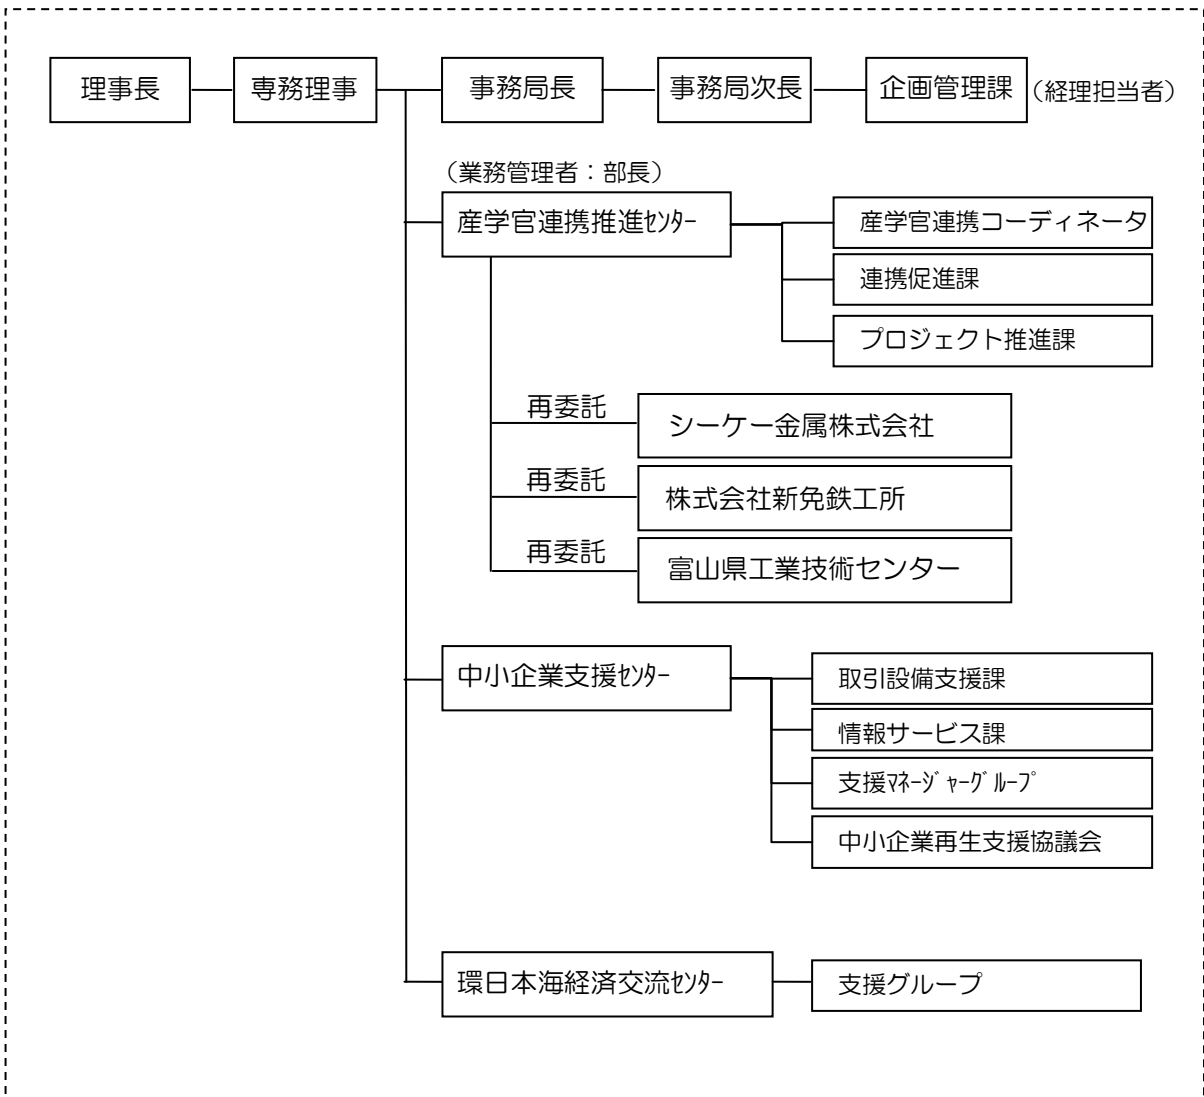 理事長
専務理事
事務局長
事務局次長
企画管理課
（経理担当者）
（業務管理者：部長）
産学官連携推進ｾﾝﾀｰ
産学官連携コーディネータ
連携促進課
プロジェクト推進課
再委託
シーケー金属株式会社
再委託
株式会社新免鉄工所
再委託
富山県工業技術センター
中小企業支援ｾﾝﾀｰ
取引設備支援課
情報サービス課
支援ﾏﾈｰｼﾞｬｰｸﾞﾙｰﾌﾟ
中小企業再生支援協議会
環日本海経済交流ｾﾝﾀｰ
支援グループ